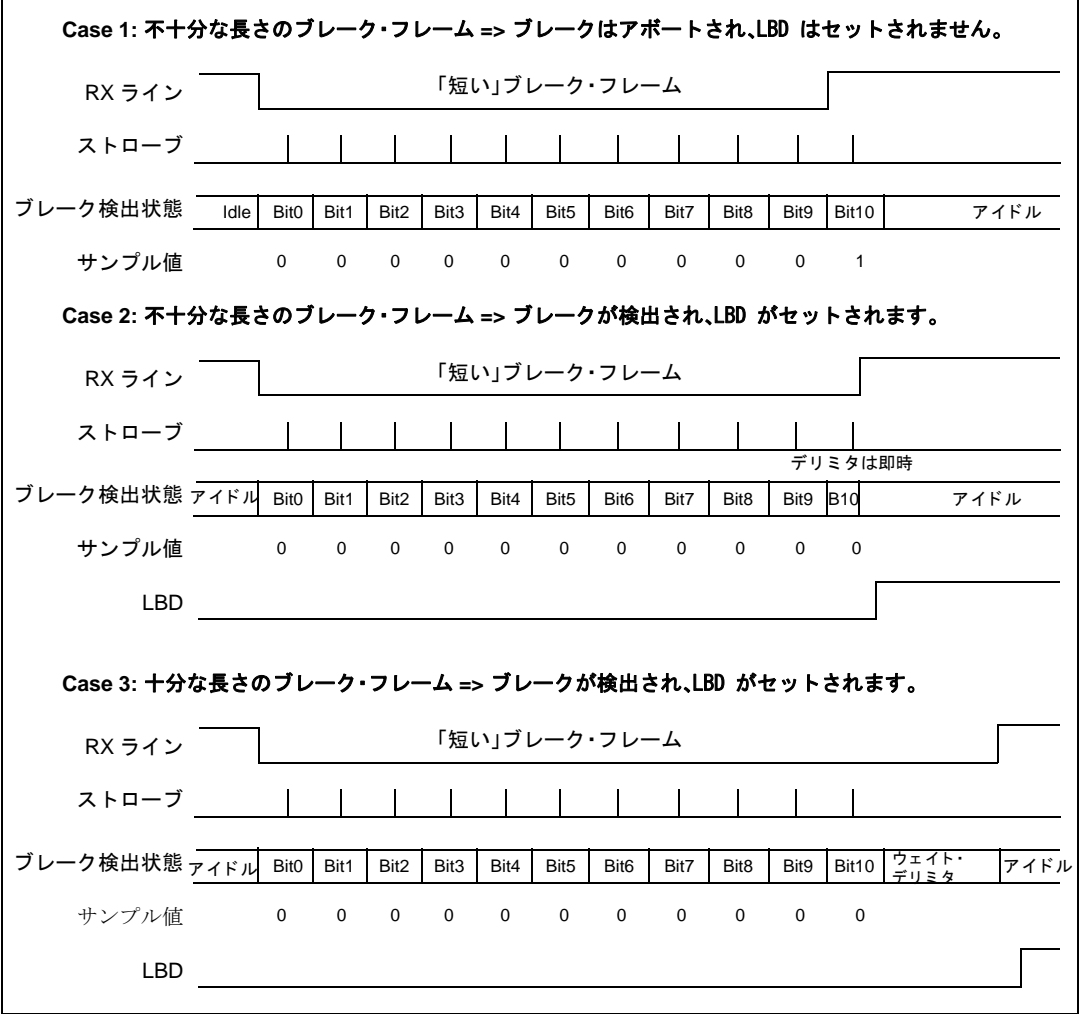 Case 1: 不十分な長さのブレーク・フレーム => ブレークはアボートされ、LBD はセットされません。
RX ライン 「短い」ブレーク・フレーム
ストローブ
ブレーク検出状態 Idle Bit0 Bit1 Bit2 Bit3 Bit4 Bit5 Bit6 Bit7 Bit8 Bit9 Bit10 アイドル
サンプル値 0 0 0 0 0 0 0 0 0 0 1
Case 2: 不十分な長さのブレーク・フレーム => ブレークが検出され、LBD がセットされます。
RX ライン 「短い」ブレーク・フレーム
ストローブ
デリミタは即時
ブレーク検出状態 アイドル Bit0 Bit1 Bit2 Bit3 Bit4 Bit5 Bit6 Bit7 Bit8 Bit9 B10 アイドル
サンプル値 0 0 0 0 0 0 0 0 0 0 0
LBD
Case 3: 十分な長さのブレーク・フレーム => ブレークが検出され、LBD がセットされます。
RX ライン 「短い」ブレーク・フレーム
ストローブ
ブレーク検出状態 アイドル Bit0 Bit1 Bit2 Bit3 Bit4 Bit5 Bit6 Bit7 Bit8 Bit9 Bit10 ウェイト・デリミタ アイドル
サンプル値 0 0 0 0 0 0 0 0 0 0 0
LBD